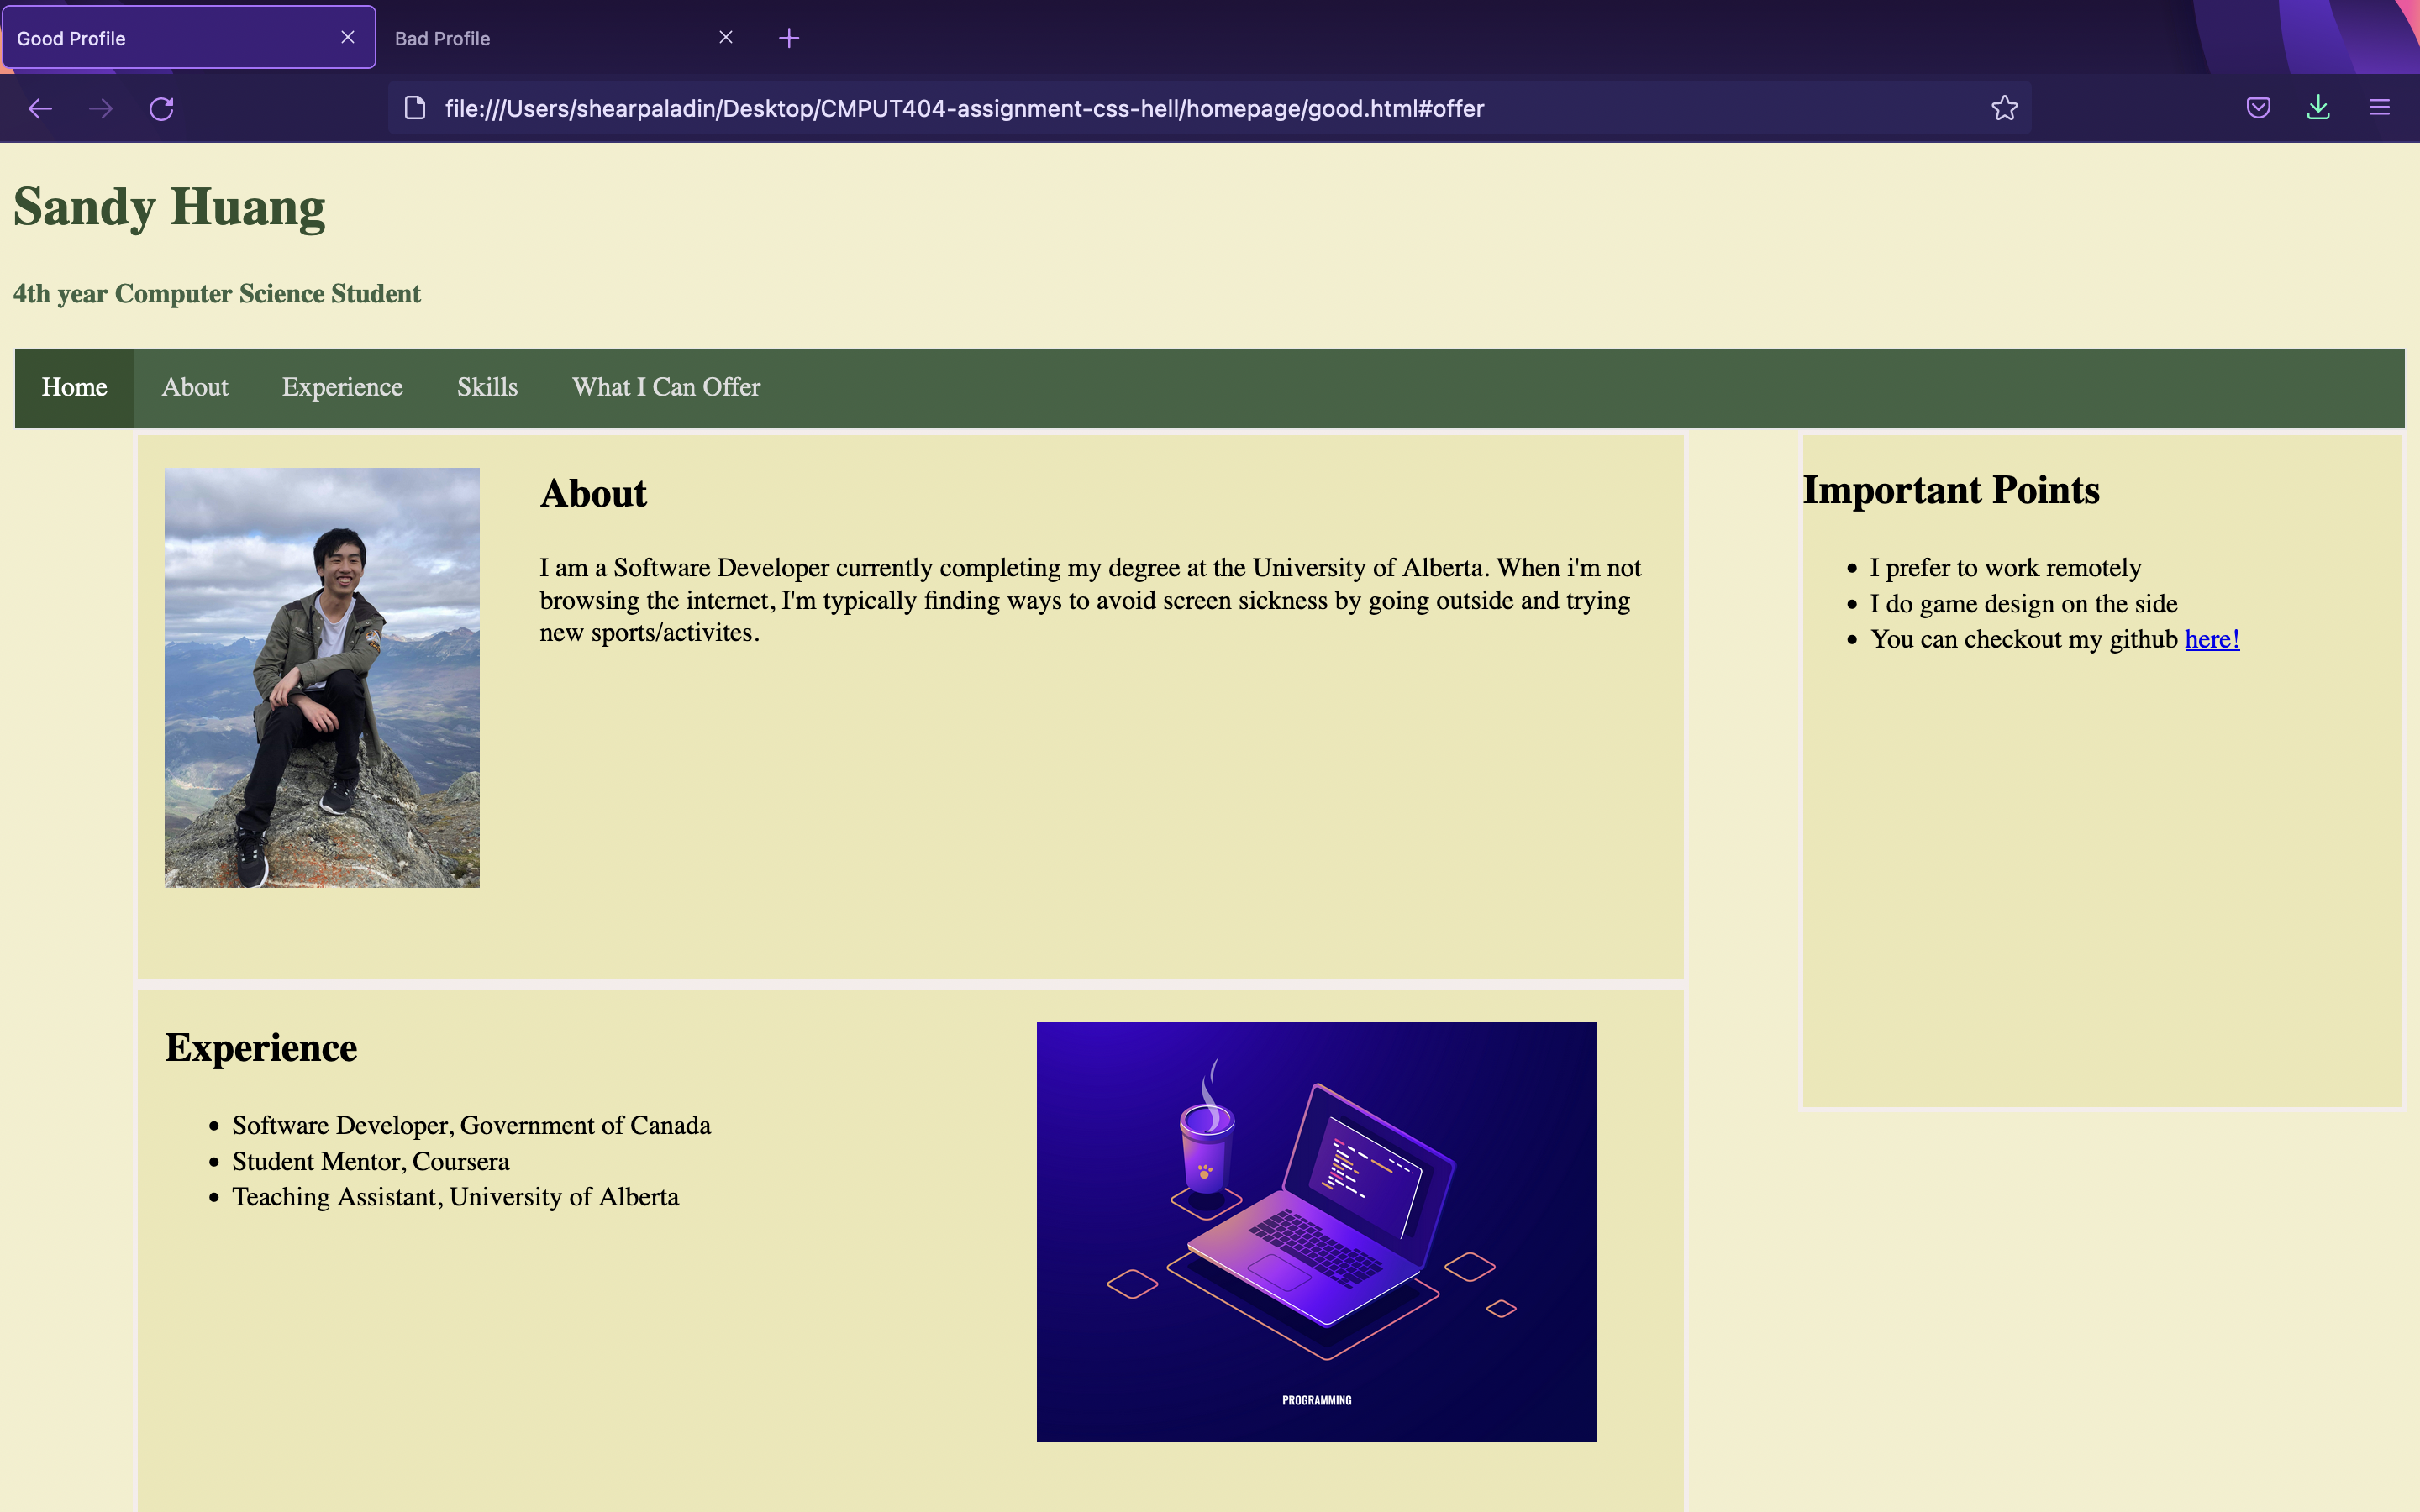 Good Profile
Bad Profile
file:///Users/shearpaladin/Desktop/CMPUT404-assignment-css-hell/homepage/good.html#offer
Sandy Huang
4th year Computer Science Student
Home About Experience Skills What I Can Offer
About
I am a Software Developer currently completing my degree at the University of Alberta. When i'm not
browsing the internet, I'm typically finding ways to avoid screen sickness by going outside and trying
new sports/activites.
Important Points
I prefer to work remotely
I do game design on the side
You can checkout my github here!
Experience
Software Developer, Government of Canada
Student Mentor, Coursera
Teaching Assistant, University of Alberta
PROGRAMMING